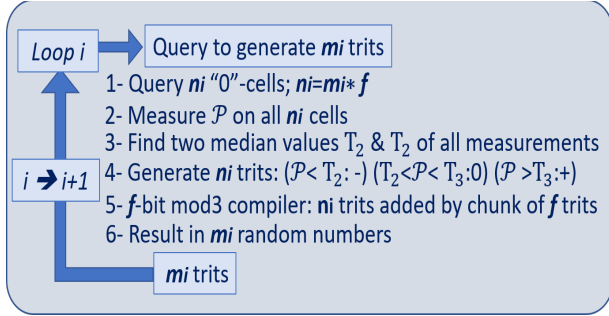 Loop i
Query to generate mi trits
1- Query ni “0”-cells; ni=mi* f
2- Measure 𝒫 on all ni cells
3- Find two median values T₂ & T₂ of all measurements
4- Generate ni trits: (𝒫< T₂: -) (T₂<𝒫< T₃:0) (𝒫 >T₃:+)
i ➔ i+1
5- f-bit mod3 compiler: ni trits added by chunk of f trits
6- Result in mi random numbers
mi trits